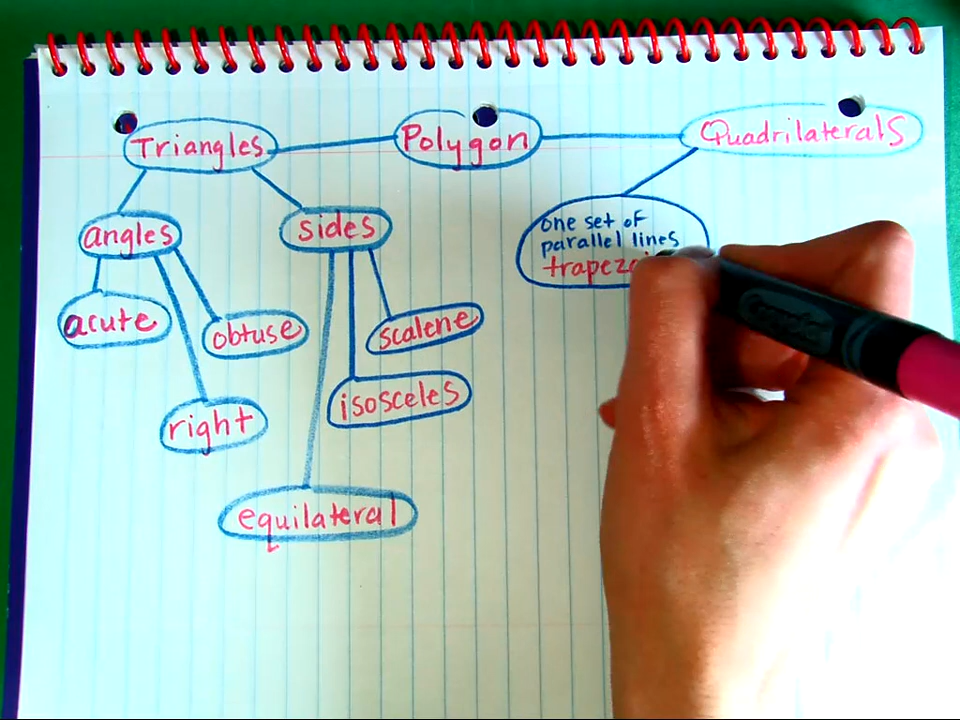 Triangles
Polygon
Quadrilaterals
angles
sides
one set of
parallel lines
acute
obtuse
scalene
right
isosceles
equilateral